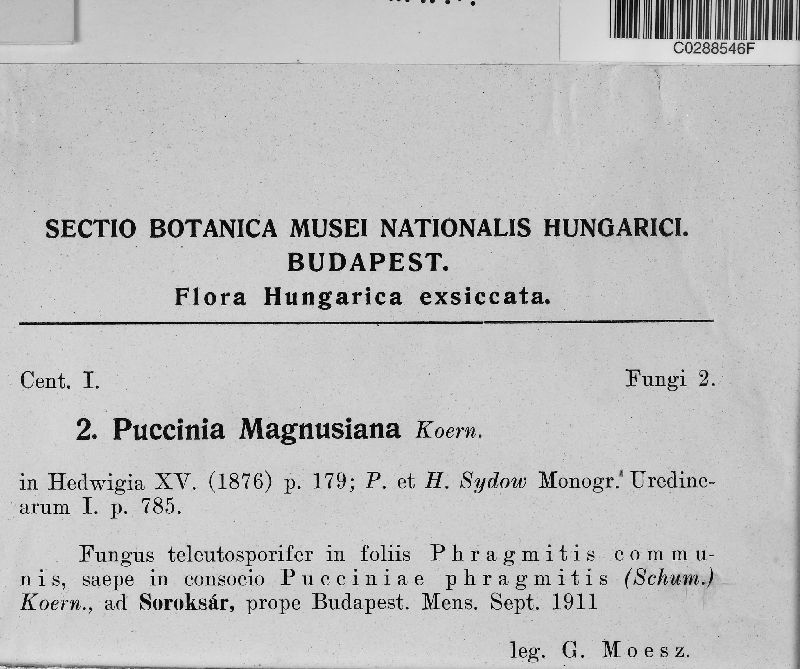 C0288546F
SECTIO BOTANICA MUSEI NATIONALIS HUNGARICI.
BUDAPEST.
Flora Hungarica exsiccata.
Cent. I. Fungi 2.
2. Puccinia Magnusiana Koern.
in Hedwigia XV. (1876) p. 179; P. et H. Sydow Monogr. Uredine-
arum I. p. 785.
Fungus teleutosporifer in foliis Phragmitis commu-
nis, saepe in consocio Pucciniae phragmitis (Schum.)
Koern., ad Soroksár, prope Budapest. Mens. Sept. 1911
leg. G. Moesz.